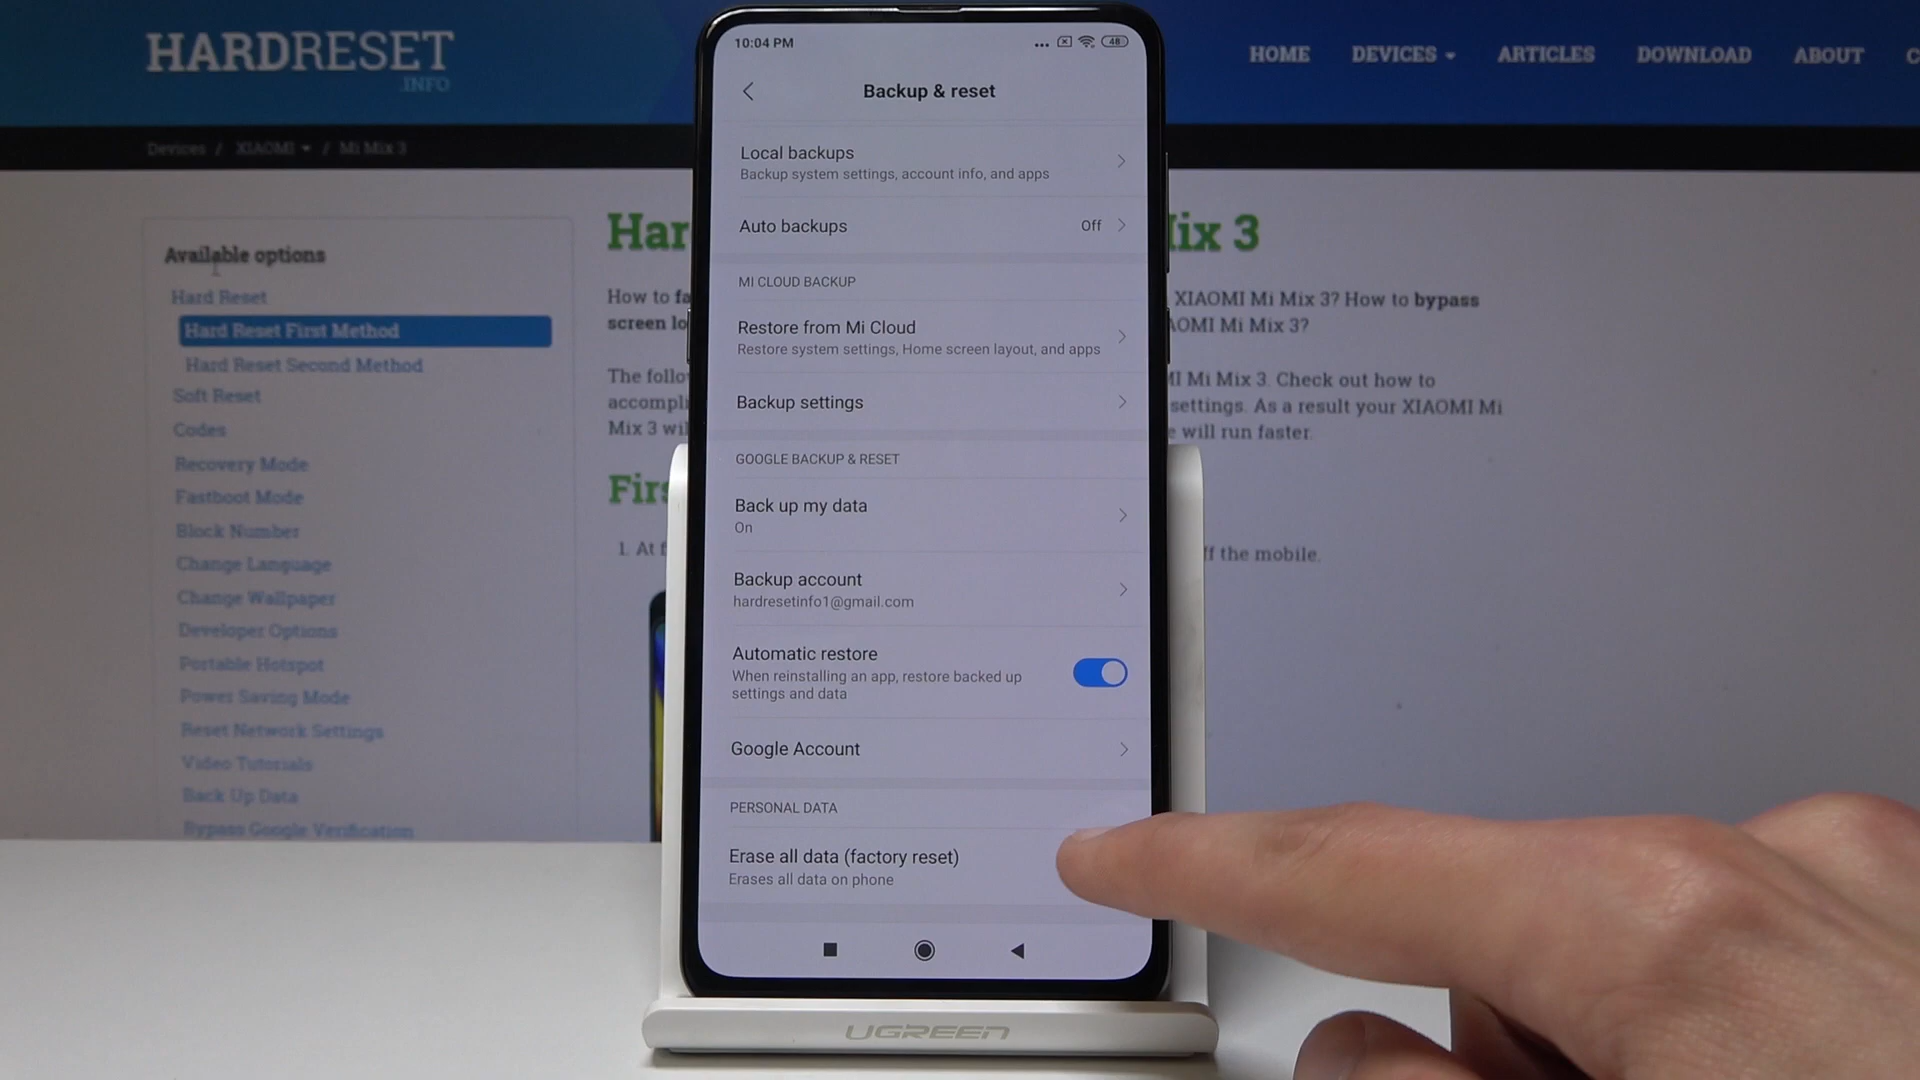 HARDRESET
.INFO
HOME DEVICES ARTICLES DOWNLOAD ABOUT C
Devices / XIAOMI / Mi Mix 3
Available options
Hard Reset
Hard Reset First Method
Hard Reset Second Method
Soft Reset
Codes
Recovery Mode
Fastboot Mode
Block Number
Change Language
Change Wallpaper
Developer Options
Portable Hotspot
Power Saving Mode
Reset Network Settings
Video Tutorials
Back Up Data
Bypass Google Verification
Har ix 3
How to fa XIAOMI Mi Mix 3? How to bypass
screen lo OMI Mi Mix 3?
The follo MI Mi Mix 3. Check out how to
accompli settings. As a result your XIAOMI Mi
Mix 3 wil e will run faster.
Firs
1. At f ff the mobile.
10:04 PM
48
Backup & reset
Local backups
Backup system settings, account info, and apps
Auto backups Off
MI CLOUD BACKUP
Restore from Mi Cloud
Restore system settings, Home screen layout, and apps
Backup settings
GOOGLE BACKUP & RESET
Back up my data
On
Backup account
hardresetinfo1@gmail.com
Automatic restore
When reinstalling an app, restore backed up
settings and data
Google Account
PERSONAL DATA
Erase all data (factory reset)
Erases all data on phone
UGREEN